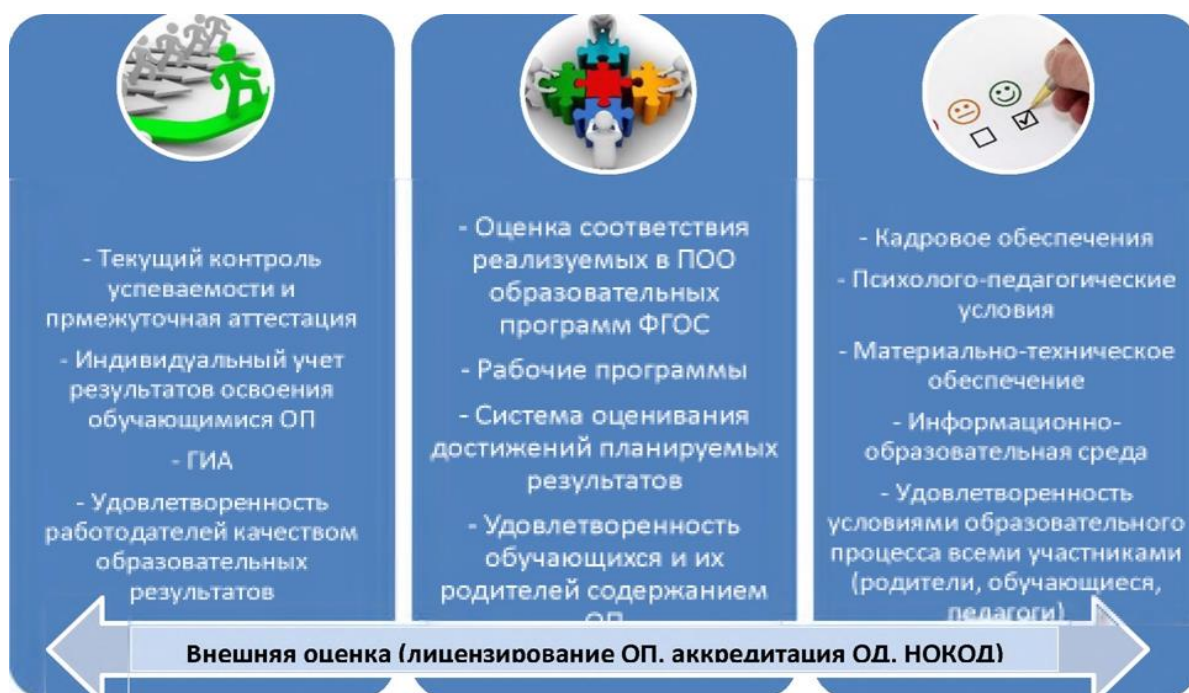 - Текущий контроль
успеваемости и
прмежуточная аттестация
- Индивидуальный учет
результатов освоения
обучающимися ОП
- ГИА
- Удовлетворенность
работодателей качеством
образовательных
результатов
- Оценка соответствия
реализуемых в ПОО
образовательных
программ ФГОС
- Рабочие программы
- Система оценивания
достижений планируемых
результатов
- Удовлетворенность
обучающихся и их
родителей содержанием
ОП
- Кадровое обеспечения
- Психолого-педагогические
условия
- Материально-техническое
обеспечение
- Информационно-
образовательная среда
- Удовлетворенность
условиями образовательного
процесса всеми участниками
(родители, обучающиеся,
педагоги)
Внешняя оценка (лицензирование ОП, аккредитация ОД, НОКОД)